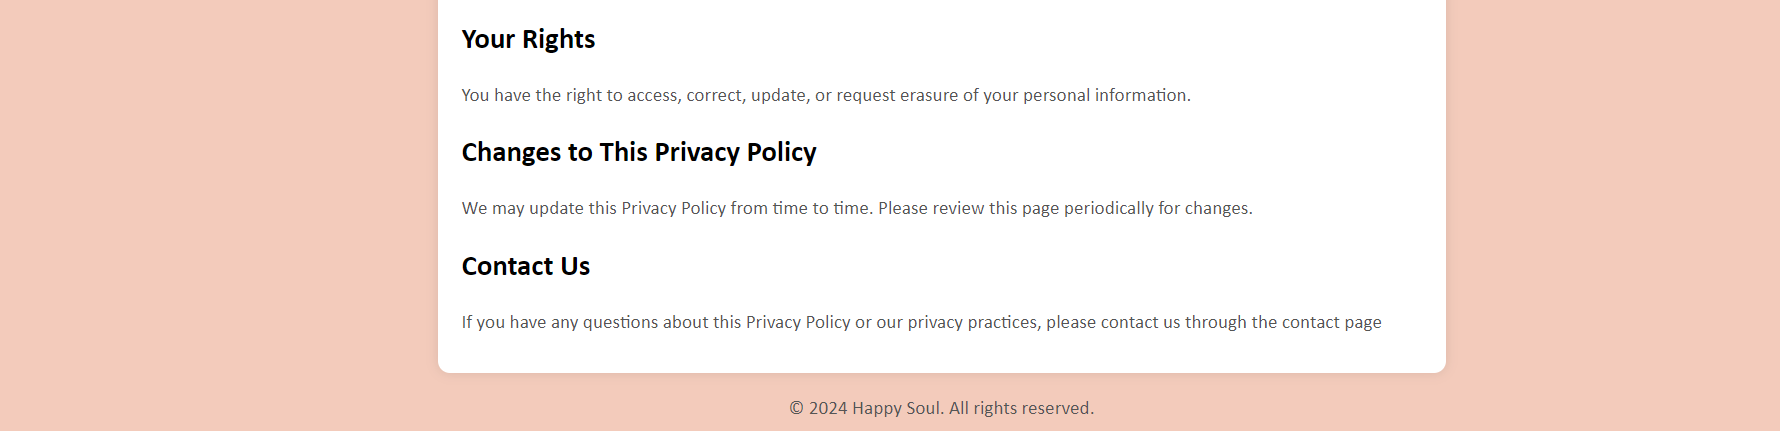 Your Rights
You have the right to access, correct, update, or request erasure of your personal information.
Changes to This Privacy Policy
We may update this Privacy Policy from time to time. Please review this page periodically for changes.
Contact Us
If you have any questions about this Privacy Policy or our privacy practices, please contact us through the contact page
© 2024 Happy Soul. All rights reserved.